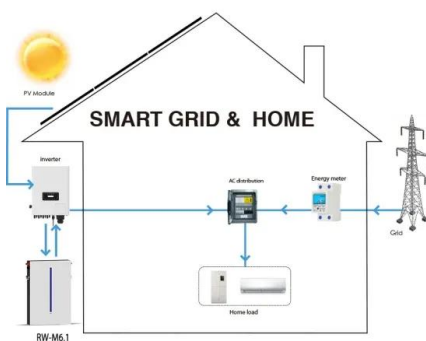 PV Module
SMART GRID & HOME
inverter
AC distribution
Energy meter
Grid
Home load
RW-M6.1